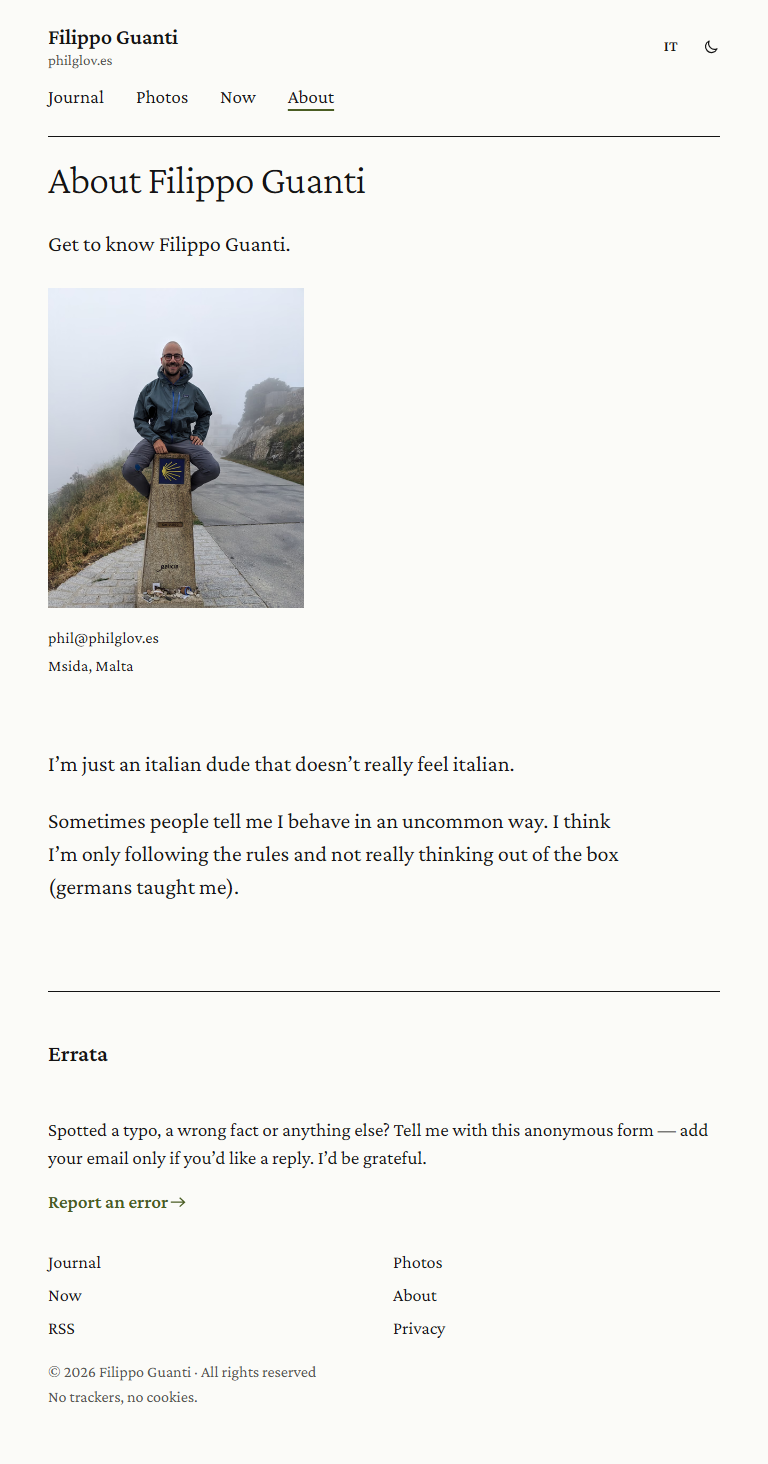 Filippo Guanti
philglov.es
IT
Journal
Photos
Now
About
About Filippo Guanti
Get to know Filippo Guanti.
phil@philglov.es
Msida, Malta
I’m just an italian dude that doesn’t really feel italian.
Sometimes people tell me I behave in an uncommon way. I think
I’m only following the rules and not really thinking out of the box
(germans taught me).
Errata
Spotted a typo, a wrong fact or anything else? Tell me with this anonymous form — add
your email only if you’d like a reply. I’d be grateful.
Report an error→
Journal
Photos
Now
About
RSS
Privacy
© 2026 Filippo Guanti · All rights reserved
No trackers, no cookies.